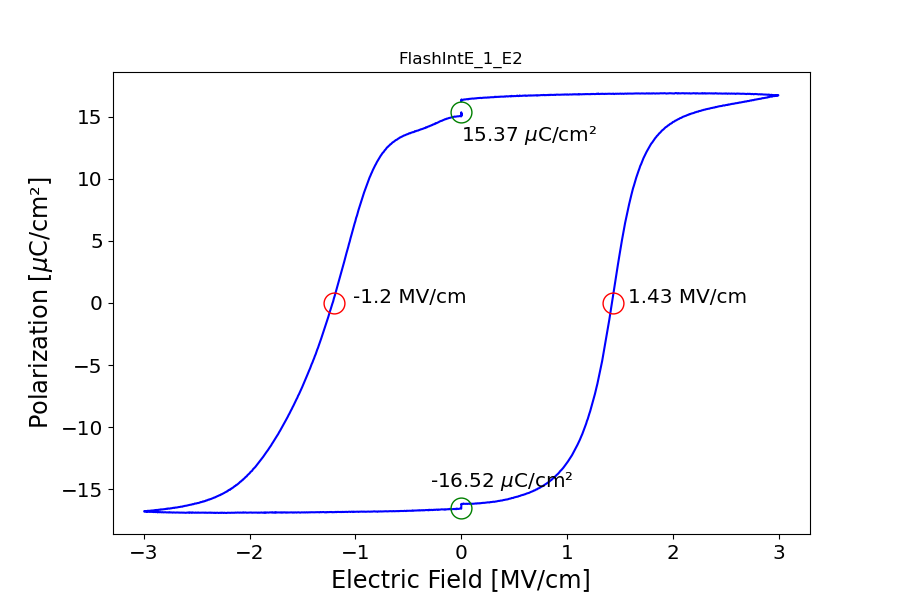 FlashIntE_1_E2
15
10
5
0
−5
−10
−15
Polarization [μC/cm²]
15.37 μC/cm²
-1.2 MV/cm
1.43 MV/cm
-16.52 μC/cm²
−3
−2
−1
0
1
2
3
Electric Field [MV/cm]